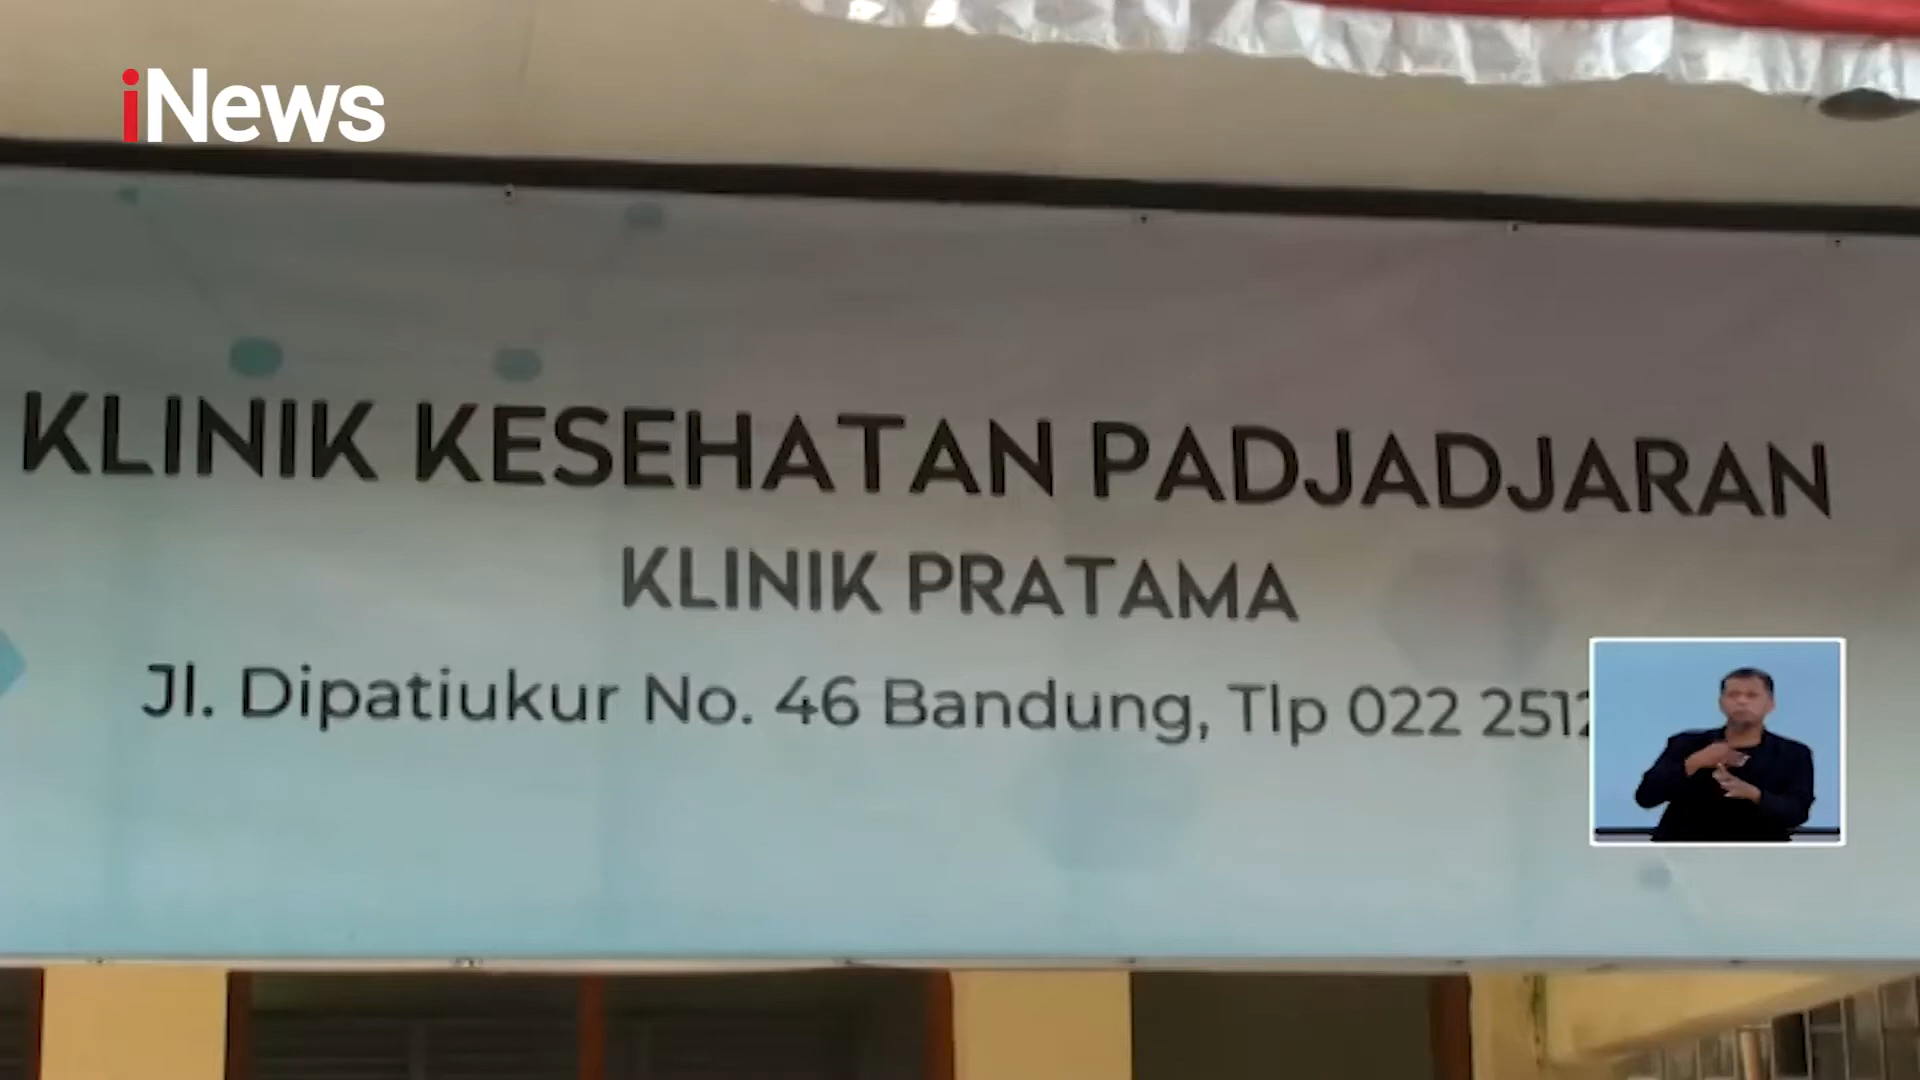 iNews
KLINIK KESEHATAN PADJADJARAN
KLINIK PRATAMA
Jl. Dipatiukur No. 46 Bandung, Tlp 022 2512